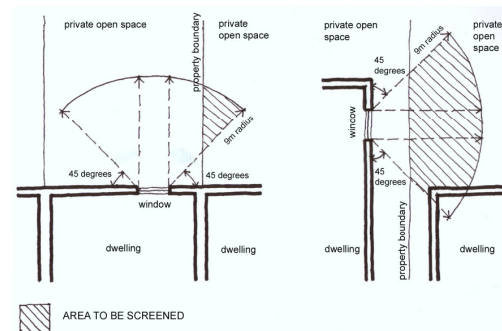 private open space
private
open space
property boundary
9m radius
45 degrees
45 degrees
window
dwelling
dwelling
private open
space
private
open space
45
degrees
9m radius
wincow
45
degrees
dwelling
property boundary
dwelling
AREA TO BE SCREENED